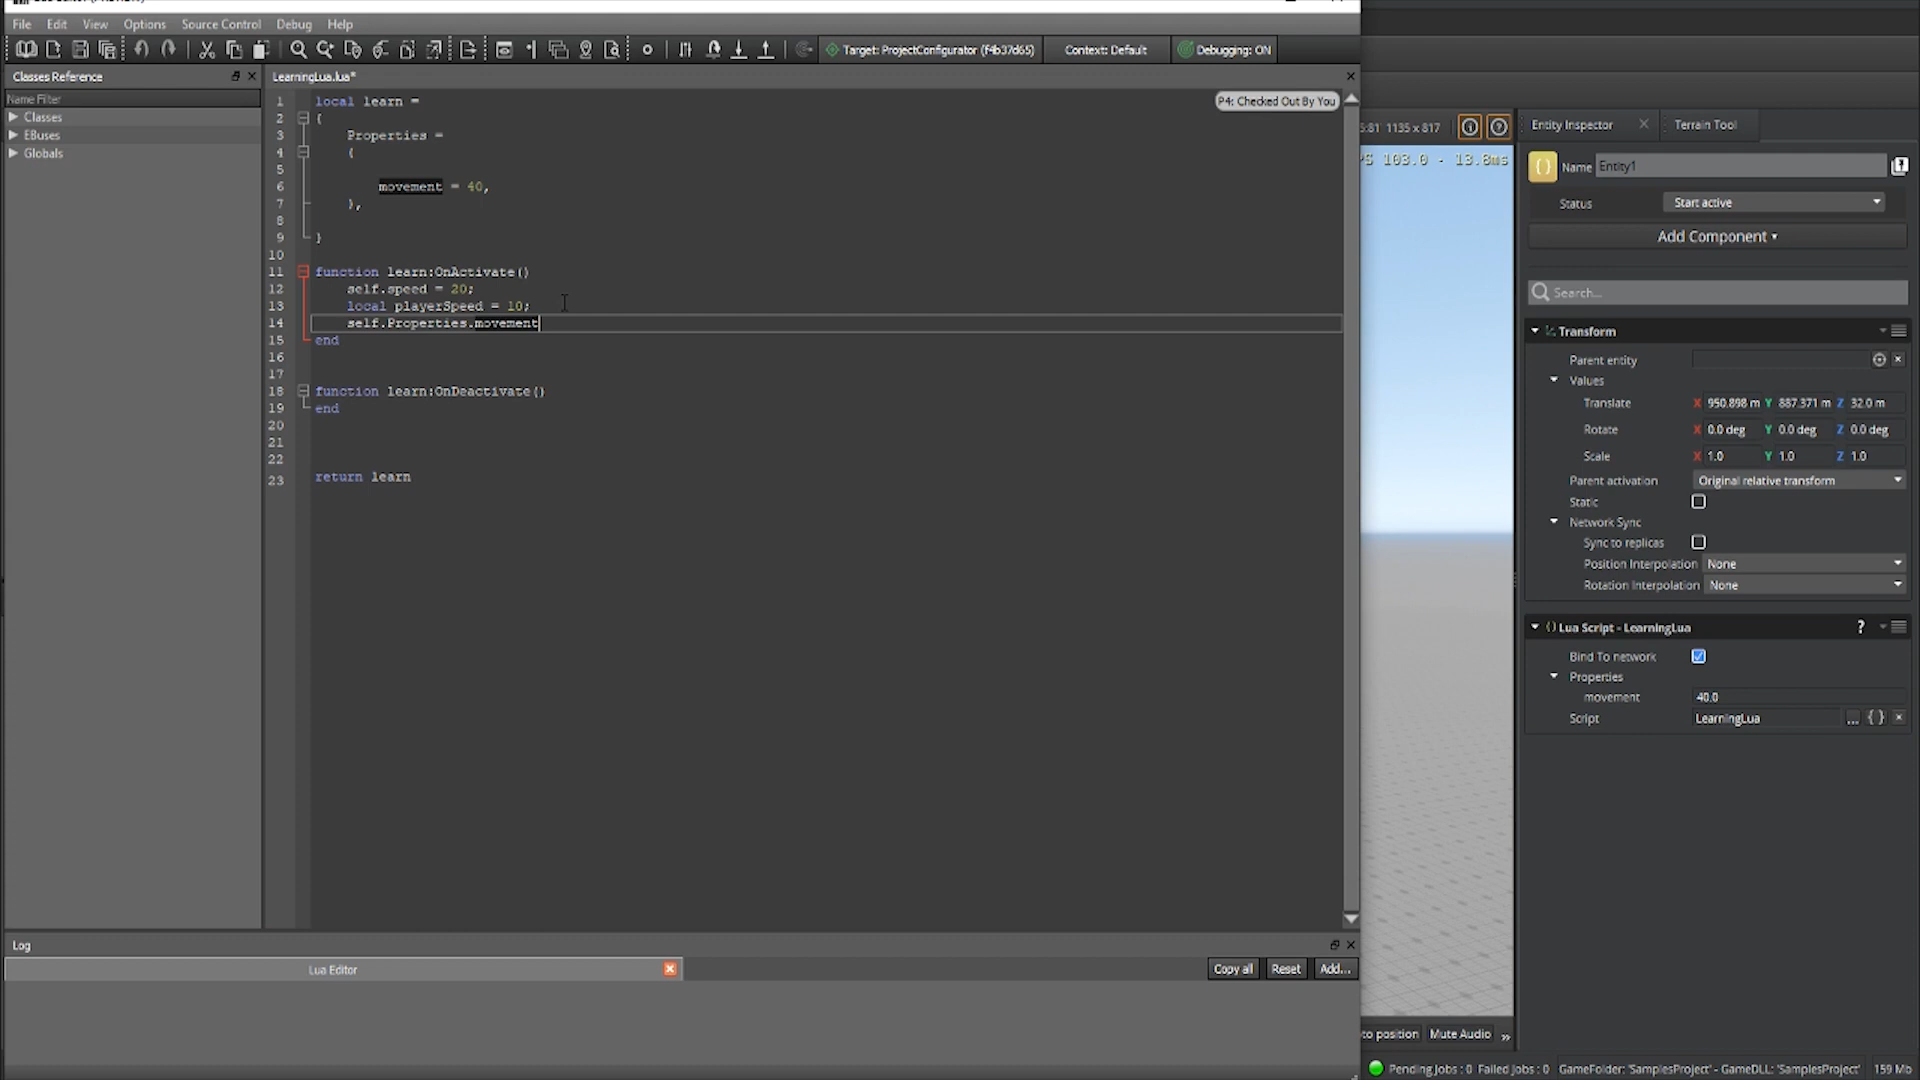 File Edit View Options Source Control Debug Help
Target: ProjectConfigurator (f4b37d65) Context: Default Debugging: ON
Classes Reference
Name Filter
Classes
EBuses
Globals
LearningLua.lua*
P4: Checked Out By You
1 local learn =
2 {
3 Properties =
4 {
5
6 movement = 40,
7 },
8
9 }
10
11 function learn:OnActivate()
12 self.speed = 20;
13 local playerSpeed = 10;
14 self.Properties.movement
15 end
16
17
18 function learn:OnDeactivate()
19 end
20
21
22
23 return learn
Log
Lua Editor
Copy all Reset Add...
:81 1135 x 817
103.0 - 13.8ms
to position Mute Audio »
Entity Inspector Terrain Tool
Name Entity1
Status Start active
Add Component
Search...
Transform
Parent entity
Values
Translate X 950.898 m Y 887.371 m Z 32.0 m
Rotate X 0.0 deg Y 0.0 deg Z 0.0 deg
Scale X 1.0 Y 1.0 Z 1.0
Parent activation Original relative transform
Static
Network Sync
Sync to replicas
Position Interpolation None
Rotation Interpolation None
Lua Script - LearningLua ?
Bind To network
Properties
movement 40.0
Script LearningLua ... { } ×
Pending Jobs : 0 Failed Jobs : 0 GameFolder: 'SamplesProject' - GameDLL: 'SamplesProject' 159 Mb